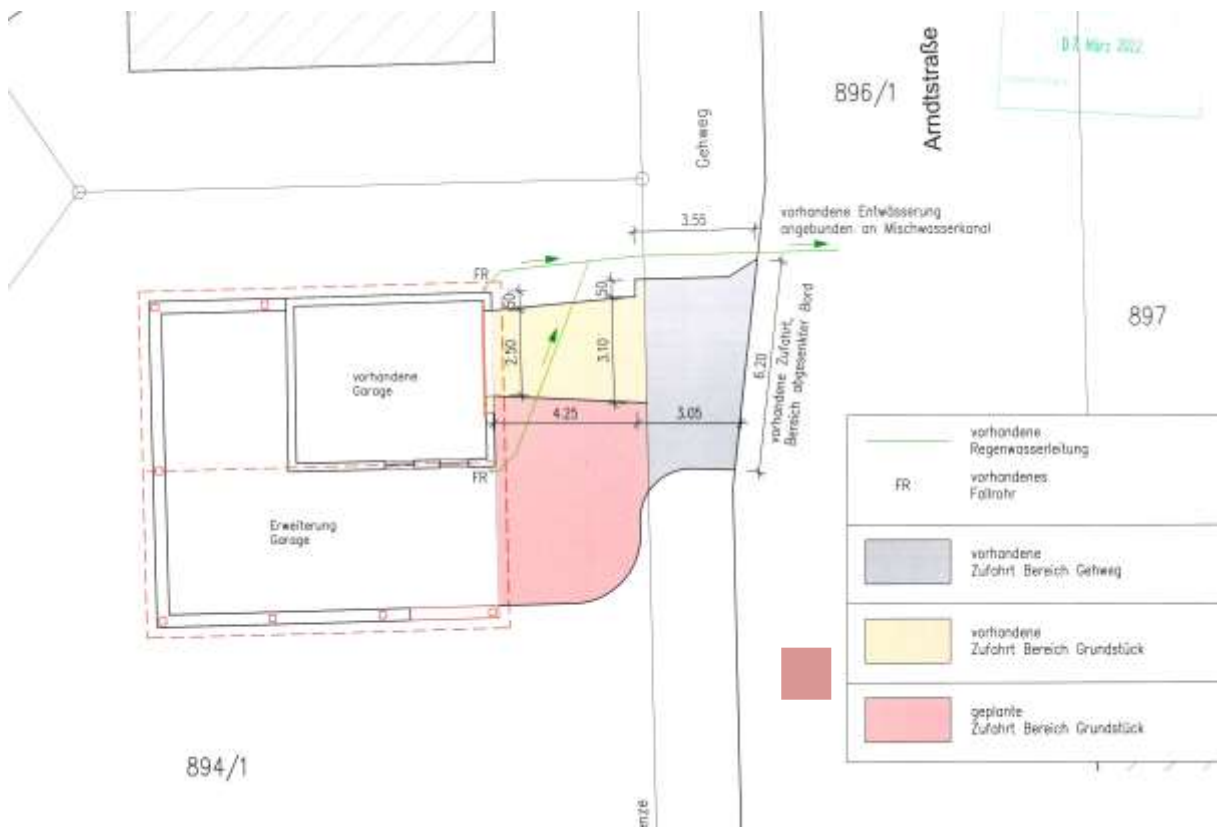 07. März 2022
896/1
Arndtstraße
Gehweg
3.55
vorhandene Entwässerung
angebunden an Mischwasserkanal
FR
50
50
2.50
3.10
6.20
vorhandene Zufahrt,
Bereich abgesenkter Bord
897
vorhandene
Garage
4.25
3.05
FR
Erweiterung
Garage
vorhandene
Regenwasserleitung
FR
vorhandenes
Fallrohr
vorhandene
Zufahrt Bereich Gehweg
vorhandene
Zufahrt Bereich Grundstück
geplante
Zufahrt Bereich Grundstück
894/1
enze